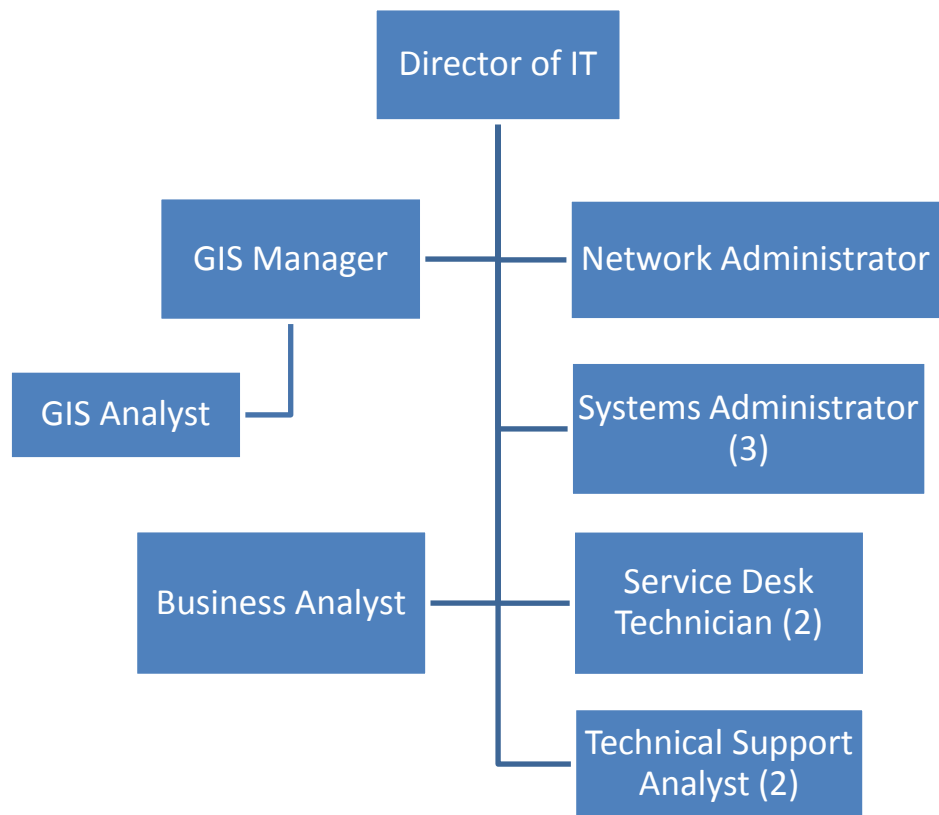 Director of IT
GIS Manager
Network Administrator
GIS Analyst
Systems Administrator
(3)
Business Analyst
Service Desk
Technician (2)
Technical Support
Analyst (2)